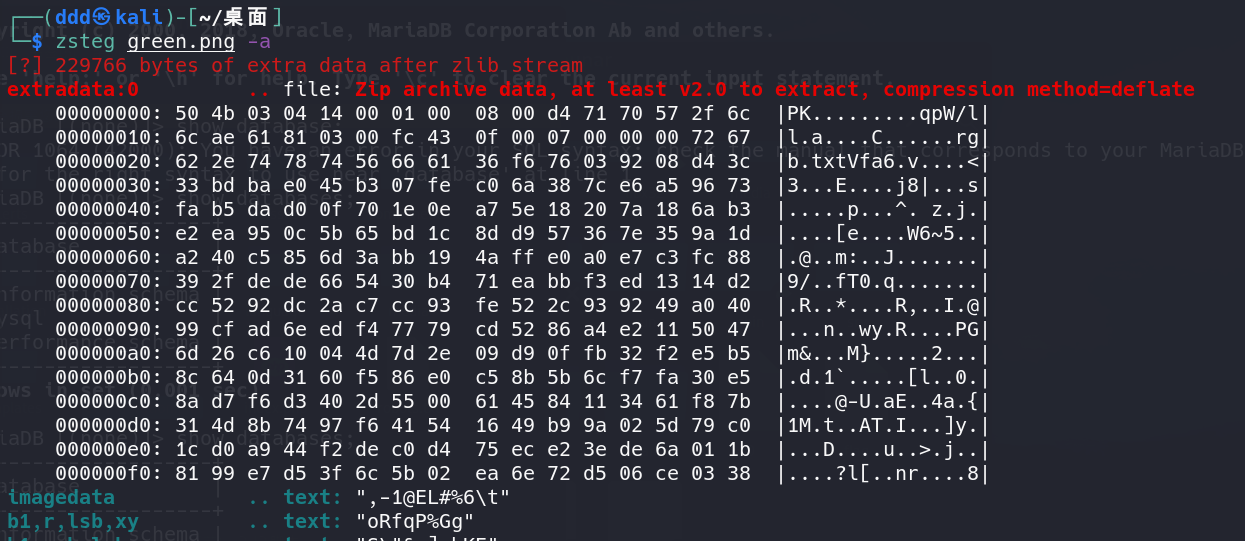 ┌──(ddd㉿kali)-[~/桌面]
└─$ zsteg green.png -a
[?] 229766 bytes of extra data after zlib stream
extradata:0         .. file: Zip archive data, at least v2.0 to extract, compression method=deflate
    00000000: 50 4b 03 04 14 00 01 00  08 00 d4 71 70 57 2f 6c  |PK.........qpW/l|
    00000010: 6c ae 61 81 03 00 fc 43  0f 00 07 00 00 00 72 67  |l.a....C......rg|
    00000020: 62 2e 74 78 74 56 66 61  36 f6 76 03 92 08 d4 3c  |b.txtVfa6.v....<|
    00000030: 33 bd ba e0 45 b3 07 fe  c0 6a 38 7c e6 a5 96 73  |3...E....j8|...s|
    00000040: fa b5 da d0 0f 70 1e 0e  a7 5e 18 20 7a 18 6a b3  |.....p...^. z.j.|
    00000050: e2 ea 95 0c 5b 65 bd 1c  8d d9 57 36 7e 35 9a 1d  |....[e....W6~5..|
    00000060: a2 40 c5 85 6d 3a bb 19  4a ff e0 a0 e7 c3 fc 88  |.@..m:..J.......|
    00000070: 39 2f de de 66 54 30 b4  71 ea bb f3 ed 13 14 d2  |9/..fT0.q.......|
    00000080: cc 52 92 dc 2a c7 cc 93  fe 52 2c 93 92 49 a0 40  |.R..*....R,..I.@|
    00000090: 99 cf ad 6e ed f4 77 79  cd 52 86 a4 e2 11 50 47  |...n..wy.R....PG|
    000000a0: 6d 26 c6 10 04 4d 7d 2e  09 d9 0f fb 32 f2 e5 b5  |m&...M}.....2...|
    000000b0: 8c 64 0d 31 60 f5 86 e0  c5 8b 5b 6c f7 fa 30 e5  |.d.1`.....[l..0.|
    000000c0: 8a d7 f6 d3 40 2d 55 00  61 45 84 11 34 61 f8 7b  |....@-U.aE..4a.{|
    000000d0: 31 4d 8b 74 97 f6 41 54  16 49 b9 9a 02 5d 79 c0  |1M.t..AT.I...]y.|
    000000e0: 1c d0 a9 44 f2 de c0 d4  75 ec e2 3e de 6a 01 1b  |...D....u..>.j..|
    000000f0: 81 99 e7 d5 3f 6c 5b 02  ea 6e 72 d5 06 ce 03 38  |....?l[..nr....8|
imagedata           .. text: ",-1@EL#%6\t"
b1,r,lsb,xy         .. text: "oRfqP%Gg"